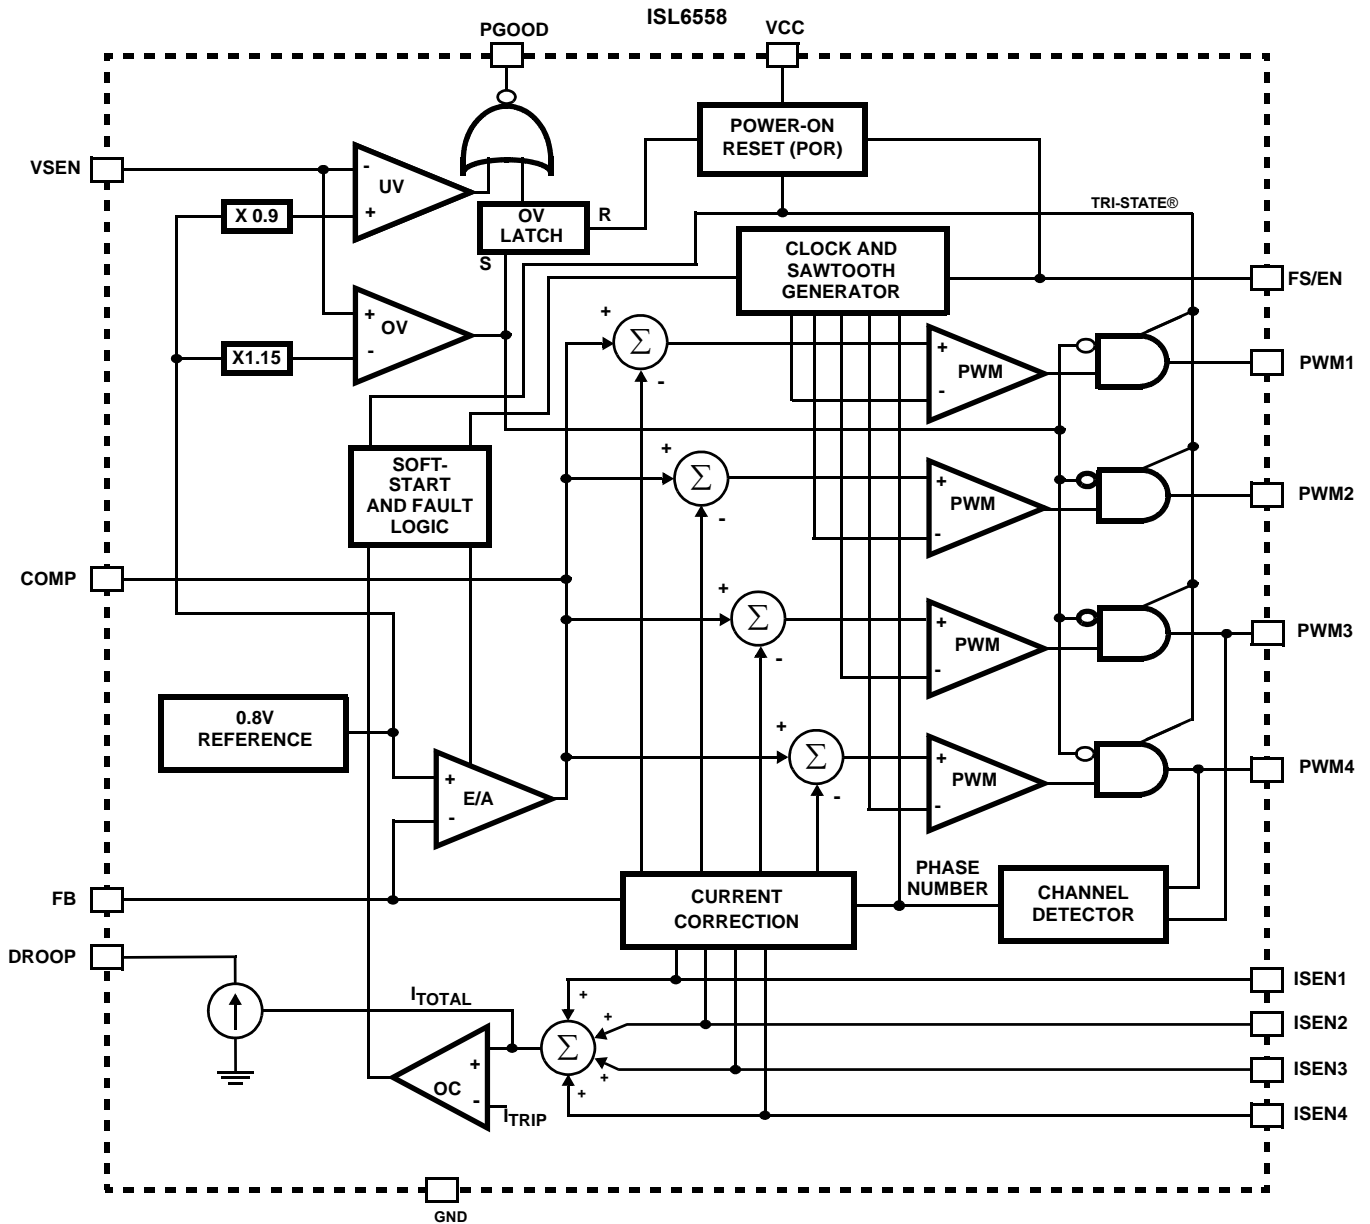 ISL6558
PGOOD
VCC
POWER-ON
RESET (POR)
VSEN
-
UV
+
X 0.9
OV
LATCH
R
S
TRI-STATE®
CLOCK AND
SAWTOOTH
GENERATOR
FS/EN
+
OV
-
X1.15
+
Σ
-
+
PWM
-
PWM1
SOFT-
START
AND FAULT
LOGIC
+
Σ
-
+
PWM
-
PWM2
COMP
+
Σ
-
+
PWM
-
PWM3
0.8V
REFERENCE
+
E/A
-
+
Σ
-
+
PWM
-
PWM4
FB
CURRENT
CORRECTION
PHASE
NUMBER
CHANNEL
DETECTOR
DROOP
ITOTAL
+
+
Σ
+
+
ISEN1
ISEN2
ISEN3
ISEN4
+
OC
-
ITRIP
GND